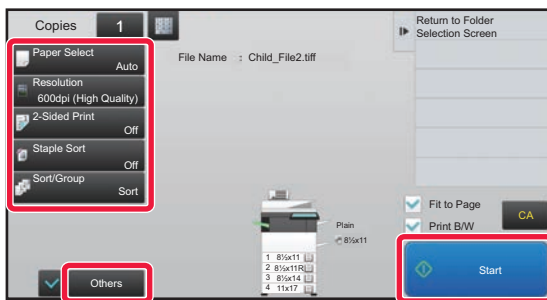 Copies
1
Return to Folder
Selection Screen
Paper Select
Auto
File Name : Child_File2.tiff
Resolution
600dpi (High Quality)
2-Sided Print
Off
Staple Sort
Off
Sort/Group
Sort
Fit to Page
Plain
Print B/W
CA
8½x11
1 8½x11
2 8½x11R
3 8½x14
4 11x17
Others
Start